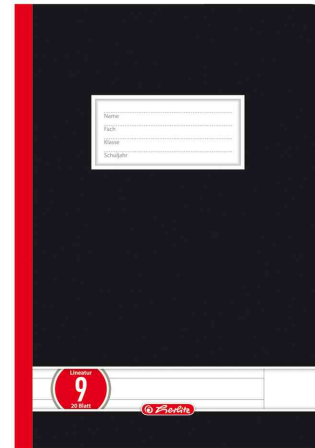 Name
Fach
Klasse
Schuljahr
Lineatur
9
20 Blatt
Herlitz